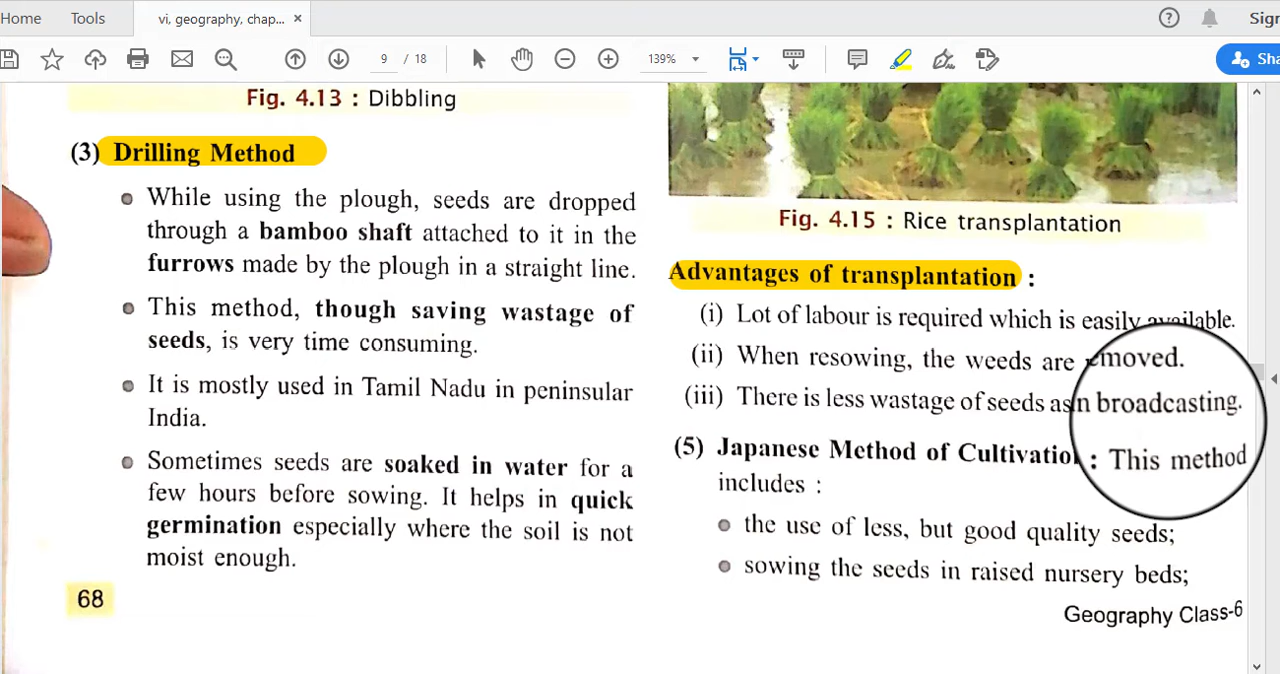 Home Tools vi, geography, chap... ×
Sign
9 / 18 139%
Sha
Fig. 4.13 : Dibbling
(3) Drilling Method
While using the plough, seeds are dropped
through a bamboo shaft attached to it in the
furrows made by the plough in a straight line.
This method, though saving wastage of
seeds, is very time consuming.
It is mostly used in Tamil Nadu in peninsular
India.
Sometimes seeds are soaked in water for a
few hours before sowing. It helps in quick
germination especially where the soil is not
moist enough.
68
Fig. 4.15 : Rice transplantation
Advantages of transplantation :
(i) Lot of labour is required which is easily available.
(ii) When resowing, the weeds are emoved.
(iii) There is less wastage of seeds as n broadcasting.
(5) Japanese Method of Cultivation : This method
includes :
the use of less, but good quality seeds;
sowing the seeds in raised nursery beds;
Geography Class-6